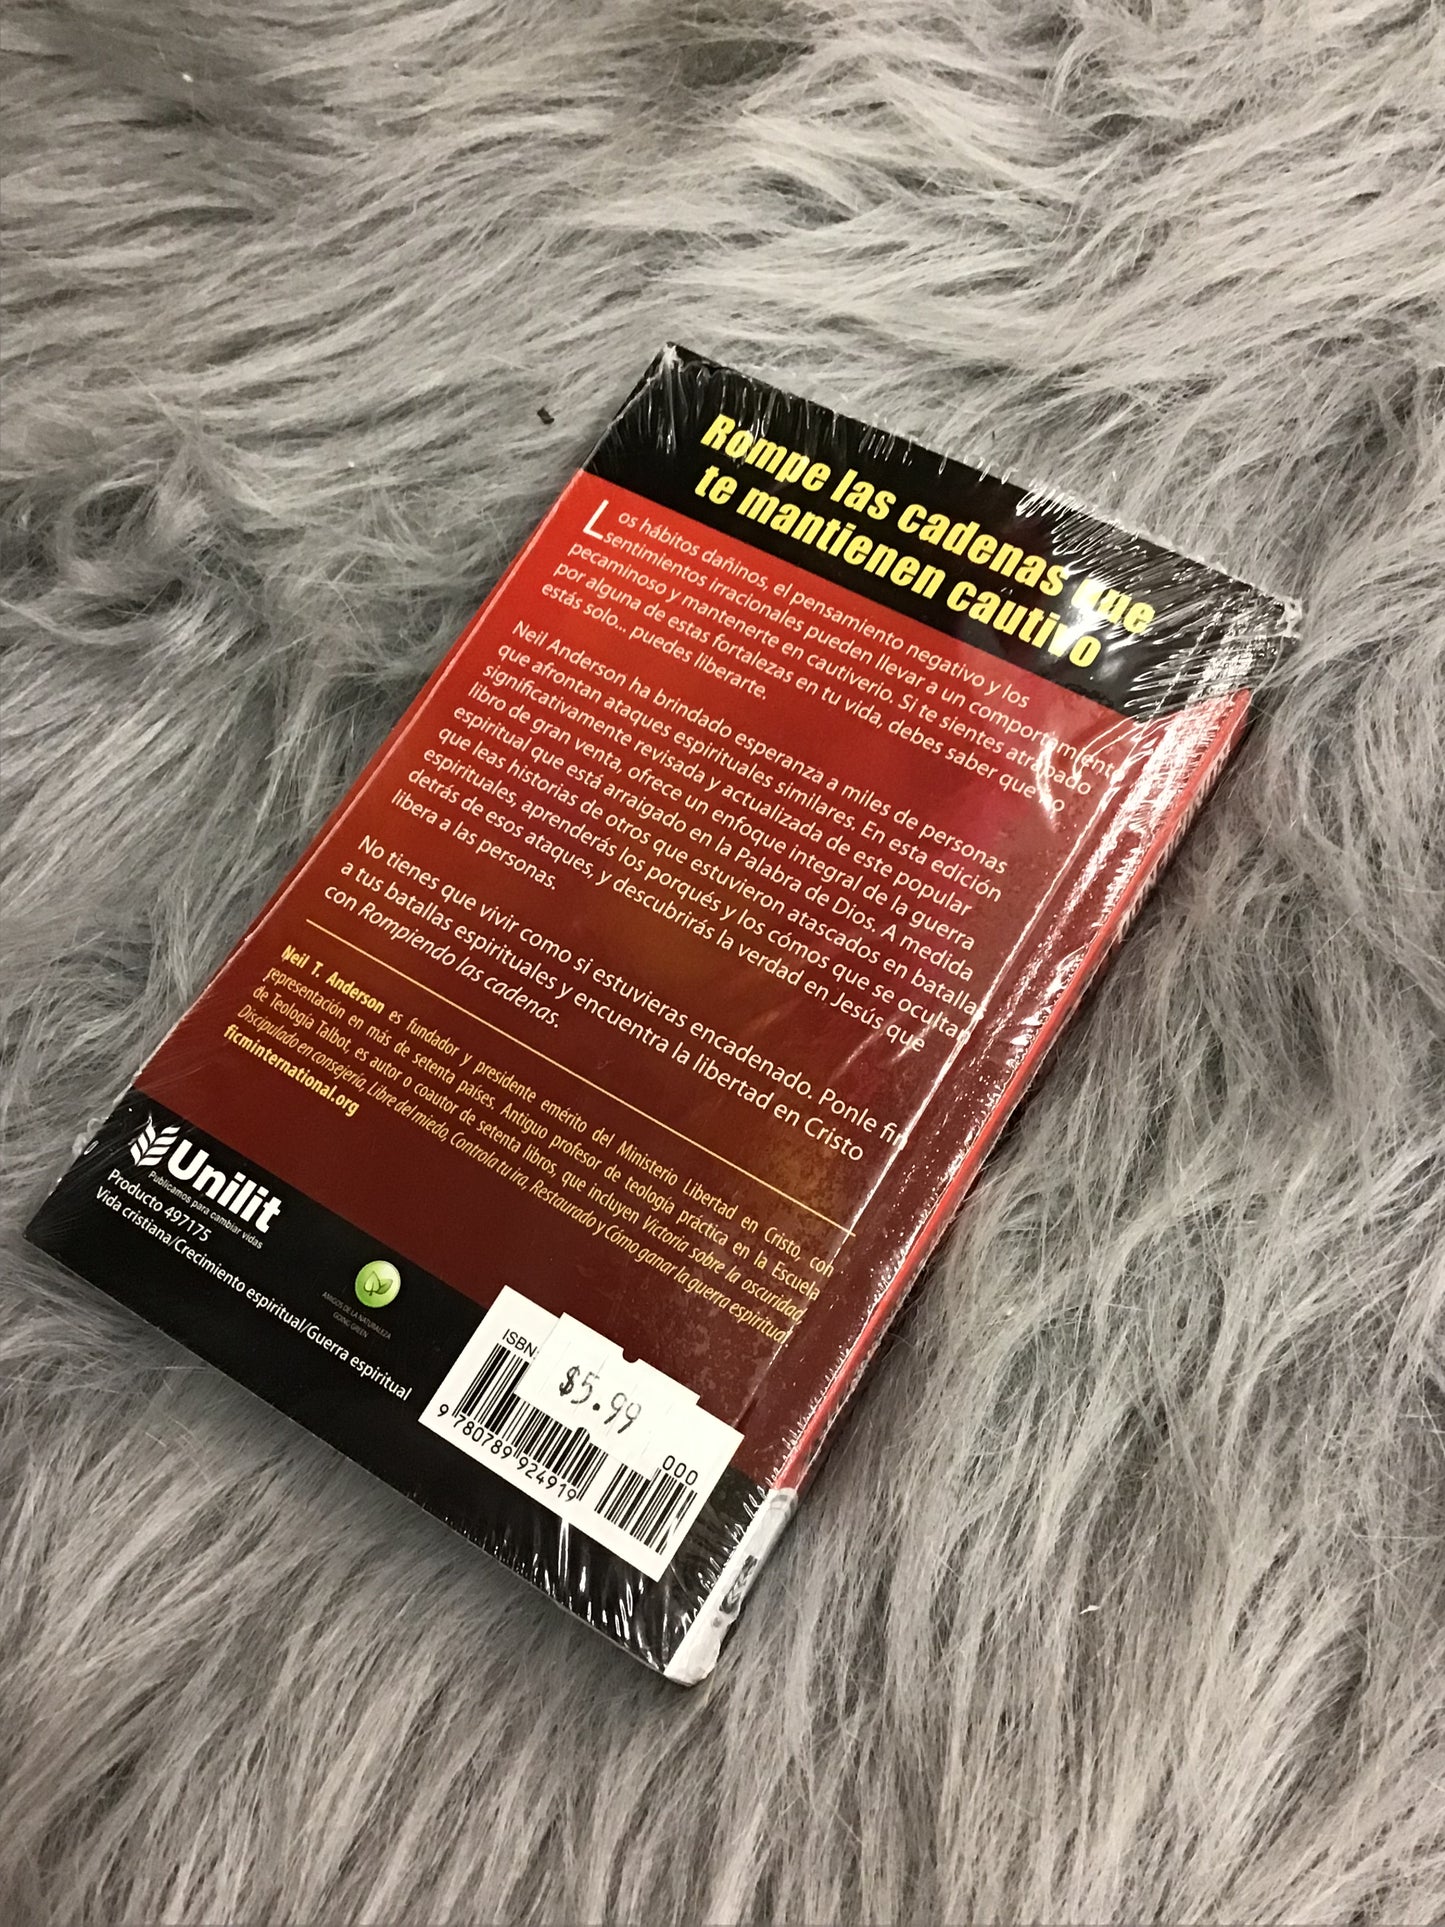 Rompe las cadenas que
te mantienen cautivo
Los hábitos dañinos, el pensamiento negativo y los
sentimientos irracionales pueden llevar a un comportamiento
pecaminoso y mantenerte en cautiverio. Si te sientes atrapado
por alguna de estas fortalezas en tu vida, debes saber que no
estás solo... puedes liberarte.
Neil Anderson ha brindado esperanza a miles de personas
que afrontan ataques espirituales similares. En esta edición
significativamente revisada y actualizada de este popular
libro de gran venta, ofrece un enfoque integral de la guerra
espiritual que está arraigado en la Palabra de Dios. A medida
que leas historias de otros que estuvieron atascados en batallas
espirituales, aprenderás los porqués y los cómos que se ocultan
detrás de esos ataques, y descubrirás la verdad en Jesús que
libera a las personas.
No tienes que vivir como si estuvieras encadenado. Ponle fin
a tus batallas espirituales y encuentra la libertad en Cristo
con Rompiendo las cadenas.
Neil T. Anderson es fundador y presidente emérito del Ministerio Libertad en Cristo, con
representación en más de setenta países. Antiguo profesor de teología práctica en la Escuela
de Teología Talbot, es autor o coautor de setenta libros, que incluyen Victoria sobre la oscuridad,
Discipulado en consejería, Libre del miedo, Controla tu ira, Restaurado y Cómo ganar la guerra espiritual.
ficminternational.org
Unilit
Publicamos para cambiar vidas
Producto 497175
Vida cristiana/Crecimiento espiritual/Guerra espiritual
AMIGOS DE LA NATURALEZA
GOING GREEN
ISBN
$5.99
000
9 780789 924919